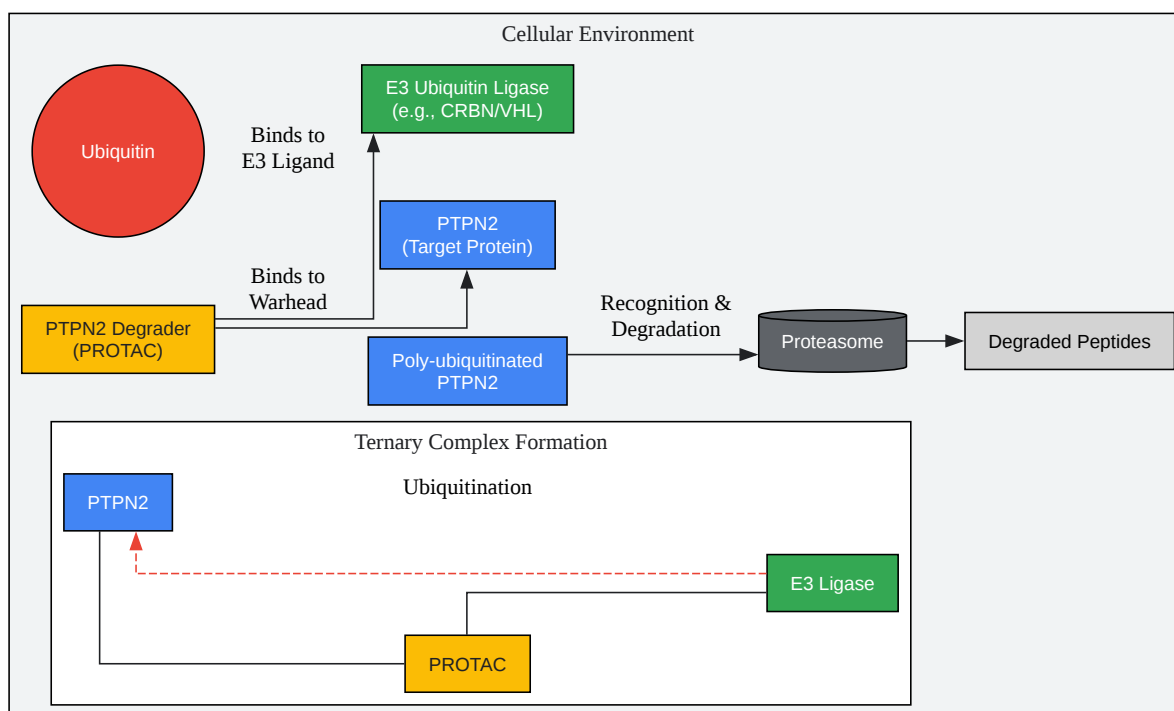 Cellular Environment
E3 Ubiquitin Ligase
(e.g., CRBN/VHL)
Ubiquitin
Binds to
E3 Ligand
PTPN2
(Target Protein)
Binds to
Warhead
PTPN2 Degrader
(PROTAC)
Recognition &
Degradation
Poly-ubiquitinated
PTPN2
Proteasome
Degraded Peptides
Ternary Complex Formation
Ubiquitination
PTPN2
E3 Ligase
PROTAC